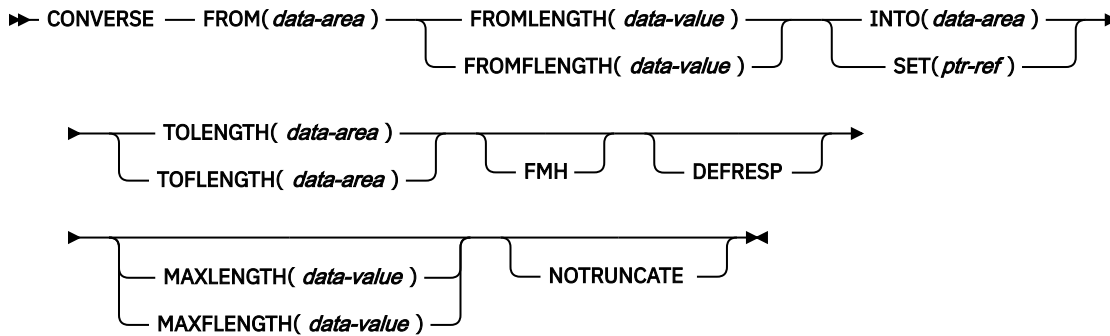 CONVERSE FROM(data-area) FROMLENGTH( data-value ) INTO(data-area)
FROMFLENGTH( data-value ) SET(ptr-ref )
TOLENGTH( data-area )
TOFLENGTH( data-area ) FMH DEFRESP
MAXLENGTH( data-value ) NOTRUNCATE
MAXFLENGTH( data-value )